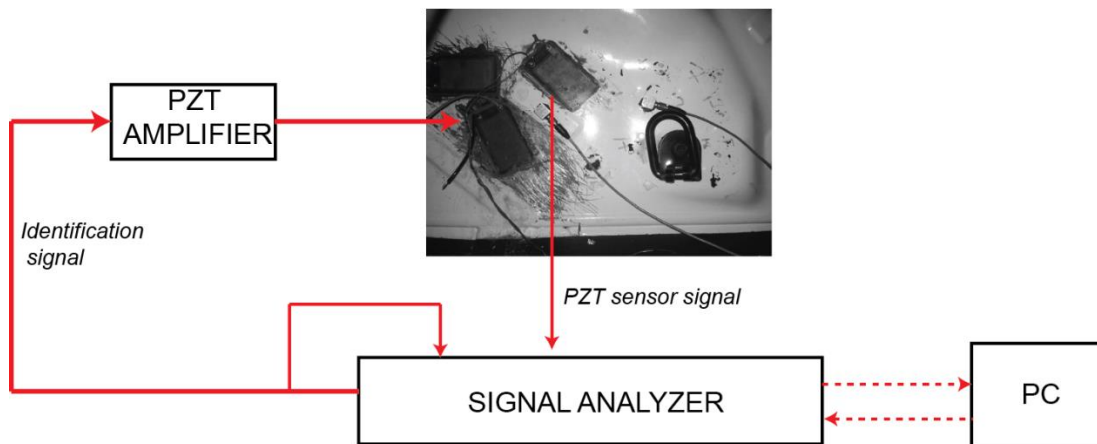 PZT
AMPLIFIER
Identification
signal
PZT sensor signal
SIGNAL ANALYZER
PC